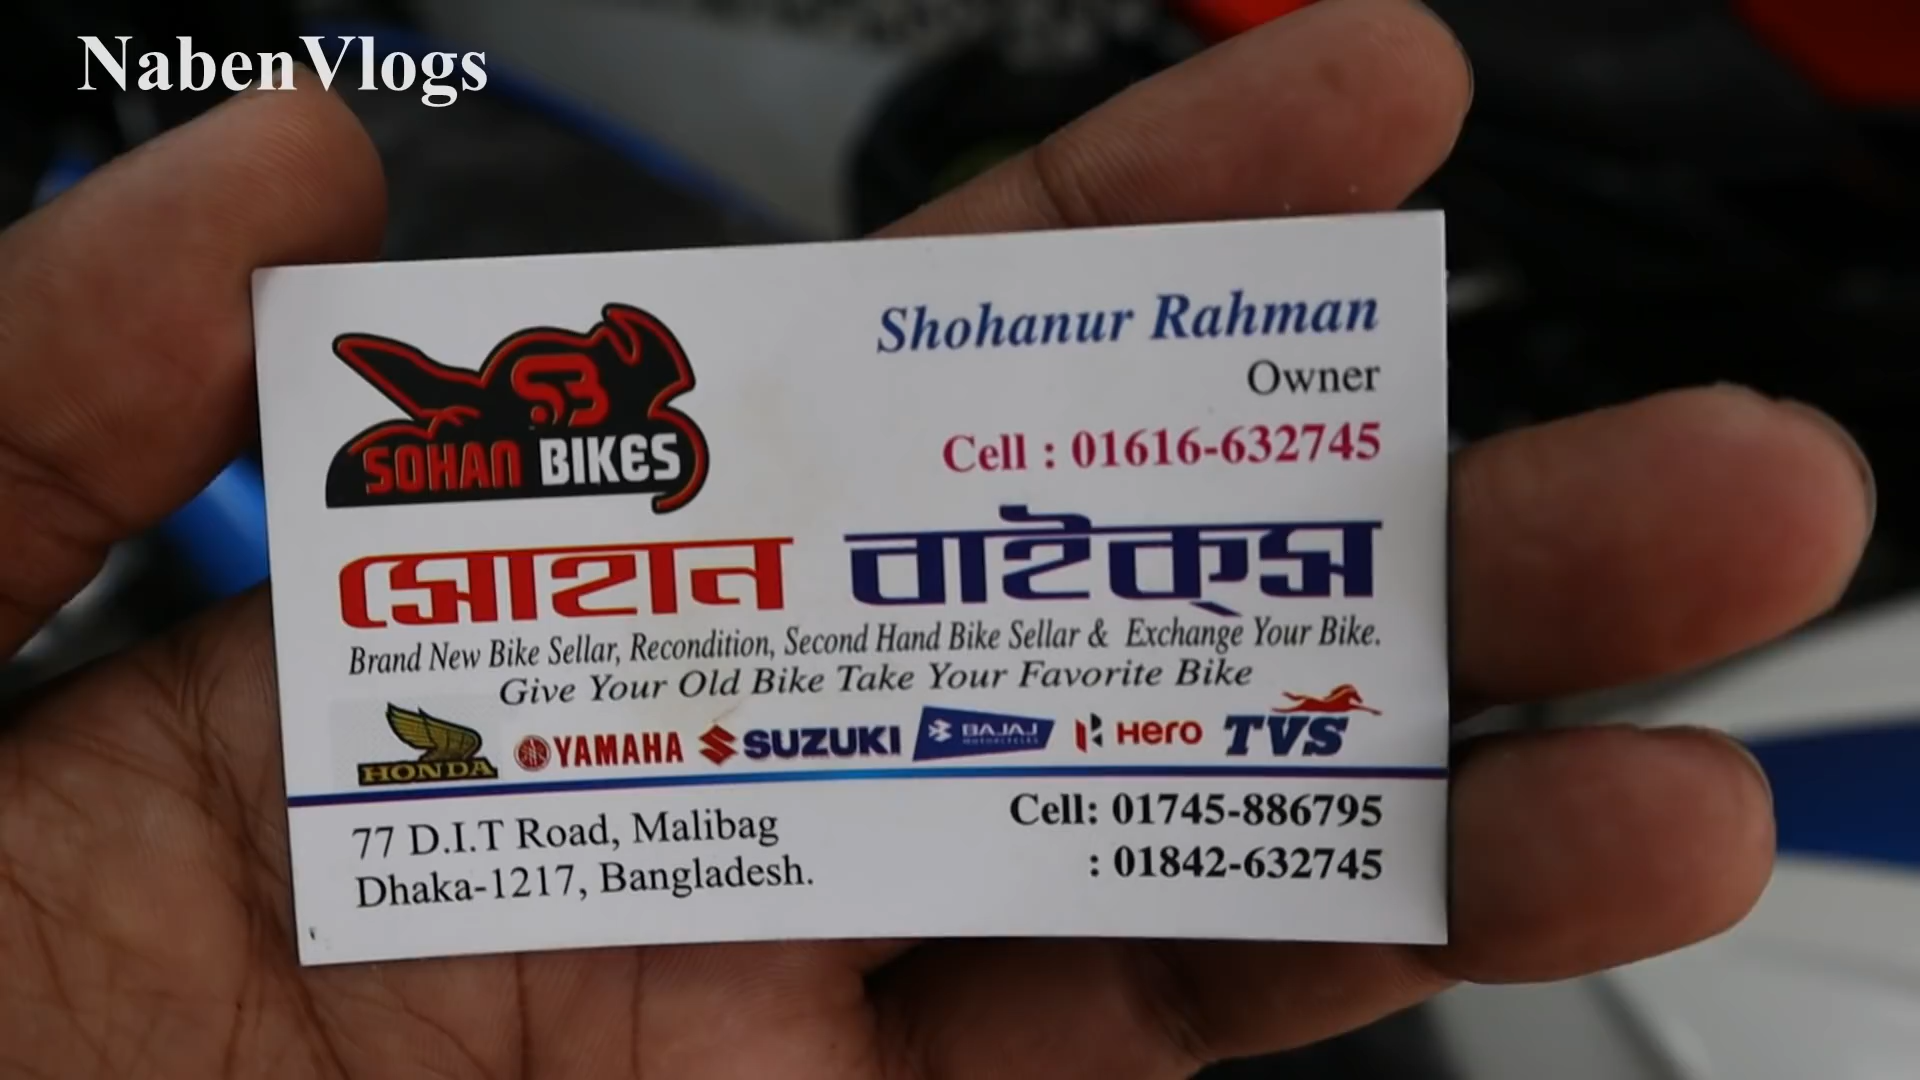 NabenVlogs
SB
SOHAN BIKES
Shohanur Rahman
Owner
Cell : 01616-632745
সোহান বাইক্‌স
Brand New Bike Sellar, Recondition, Second Hand Bike Sellar & Exchange Your Bike.
Give Your Old Bike Take Your Favorite Bike
HONDA YAMAHA SUZUKI BAJAJ Hero TVS
77 D.I.T Road, Malibag
Dhaka-1217, Bangladesh.
Cell: 01745-886795
: 01842-632745